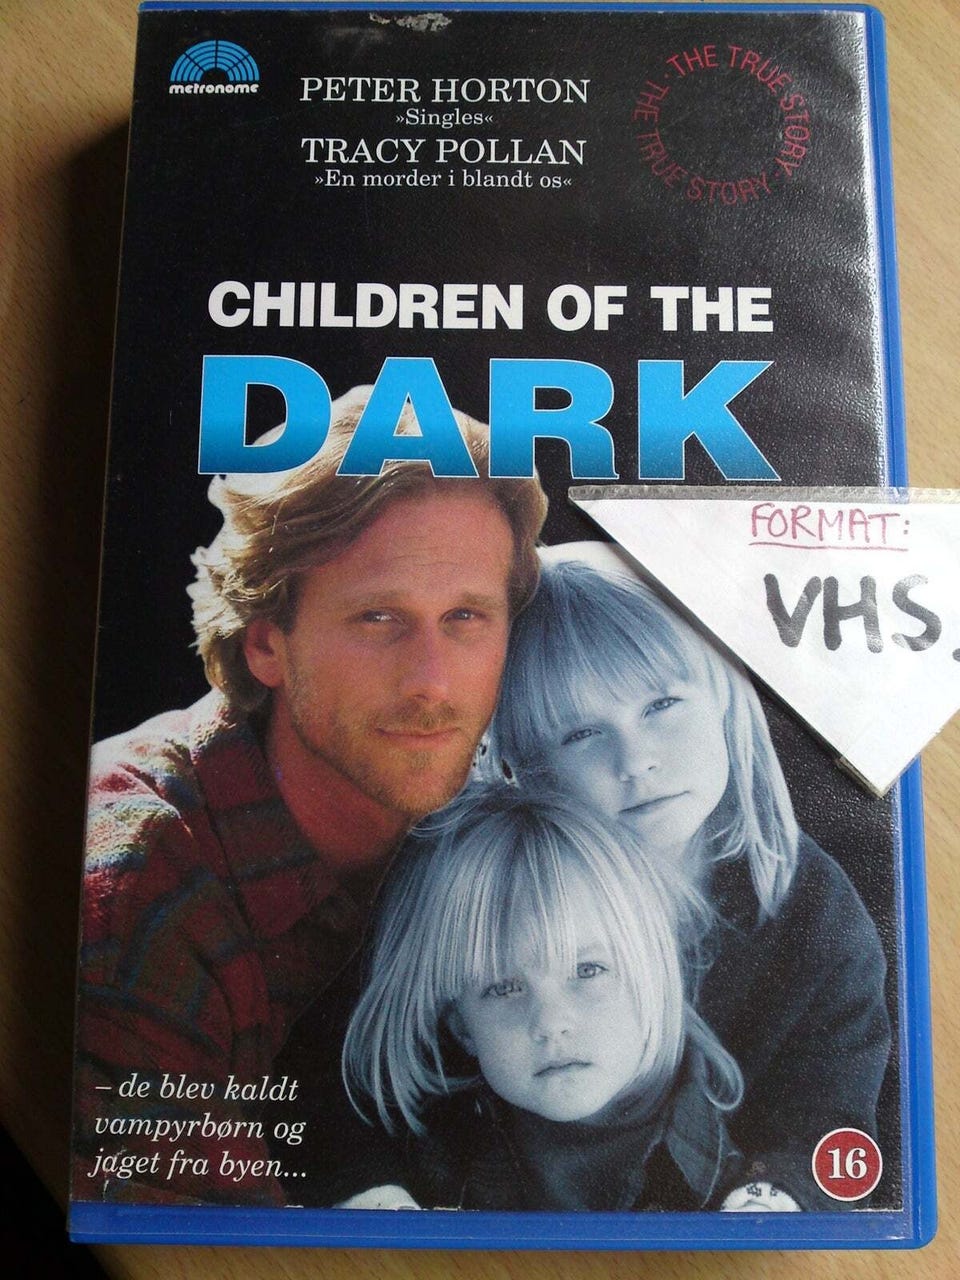 metronome
PETER HORTON
»Singles«
TRACY POLLAN
»En morder i blandt os«
THE TRUE STORY · THE TRUE STORY ·
CHILDREN OF THE
DARK
FORMAT:
VHS.
– de blev kaldt
vampyrbørn og
jaget fra byen...
16